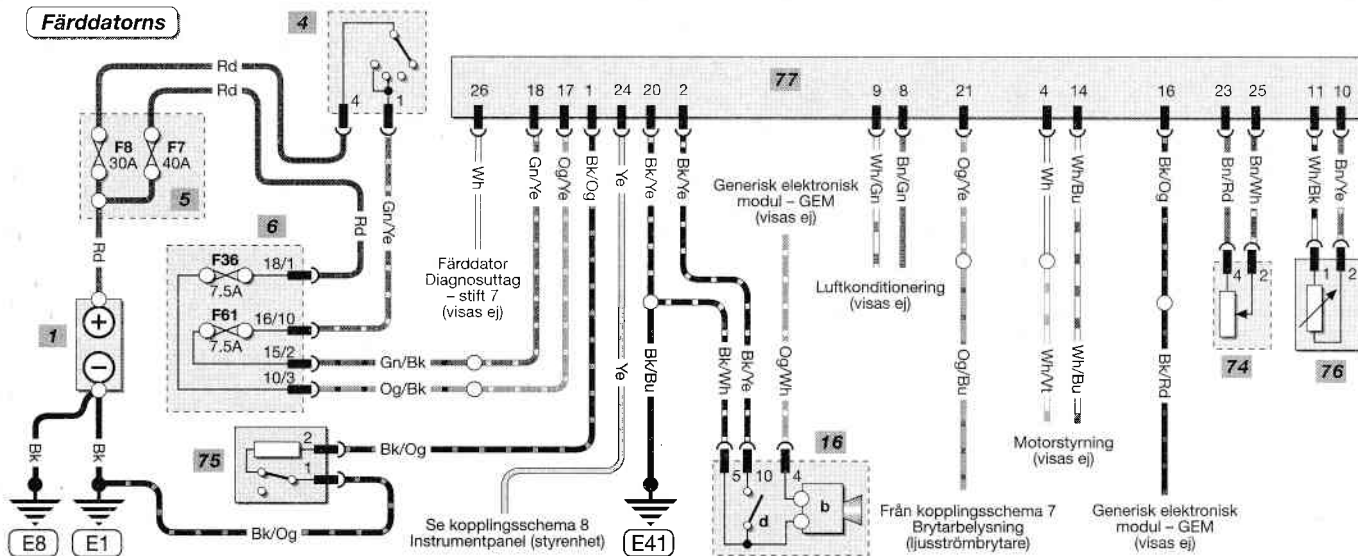 Färddatorns
4
77
Rd
Rd
4 1
26 18 17 1 24 20 2 9 8 21 4 14 16 23 25 11 10
F8 30A
F7 40A
5
6
Rd
Rd
Gn/Ye
F36
7.5A
18/1
F61
7.5A
16/10
15/2
10/3
Gn/Bk
Og/Bk
1
+
−
Bk
Bk
E8
E1
75
2
1
Bk/Og
Bk/Og
Wh
Gn/Ye
Og/Ye
Bk/Og
Ye
Bk/Ye
Bk/Ye
Färddator
Diagnosuttag
– stift 7
(visas ej)
Ye
Se kopplingsschema 8
Instrumentpanel (styrenhet)
Bk/Bu
E41
Bk/Wh
Bk/Ye
Generisk elektronisk
modul – GEM
(visas ej)
Og/Wh
16
5 10 4
d
b
Wh/Gn
Bn/Gn
Luftkonditionering
(visas ej)
Og/Ye
Og/Bu
Från kopplingsschema 7
Brytarbelysning
(ljusströmbrytare)
Wh
Wh/Bu
Wh/Vt
Wh/Bu
Motorstyrning
(visas ej)
Bk/Og
Bk/Rd
Generisk elektronisk
modul – GEM
(visas ej)
Bn/Rd
Bn/Wh
4 2
74
Wh/Bk
Bn/Ye
1 2
76